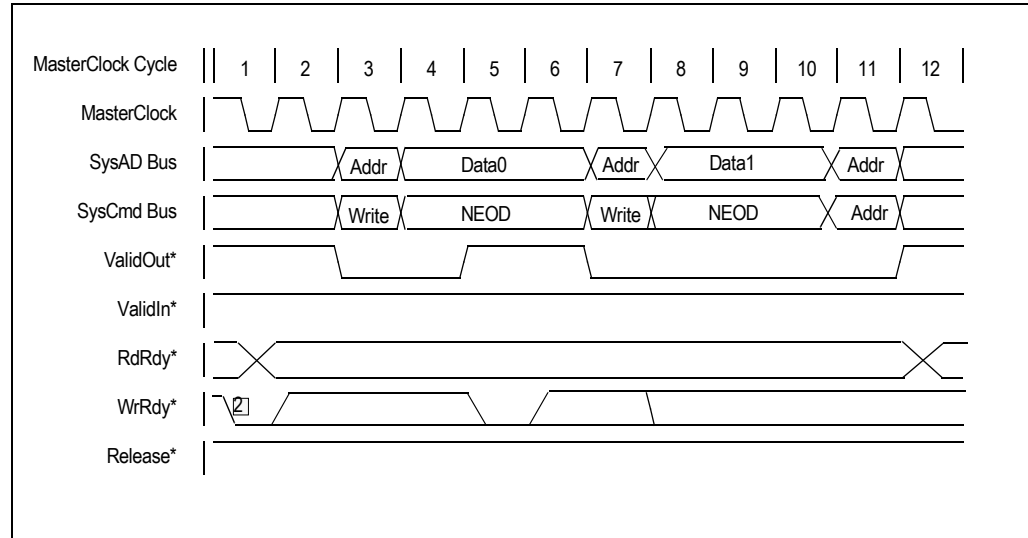 MasterClock Cycle 1 2 3 4 5 6 7 8 9 10 11 12
MasterClock
SysAD Bus Addr Data0 Addr Data1 Addr
SysCmd Bus Write NEOD Write NEOD Addr
ValidOut*
ValidIn*
RdRdy*
WrRdy* 2
Release*